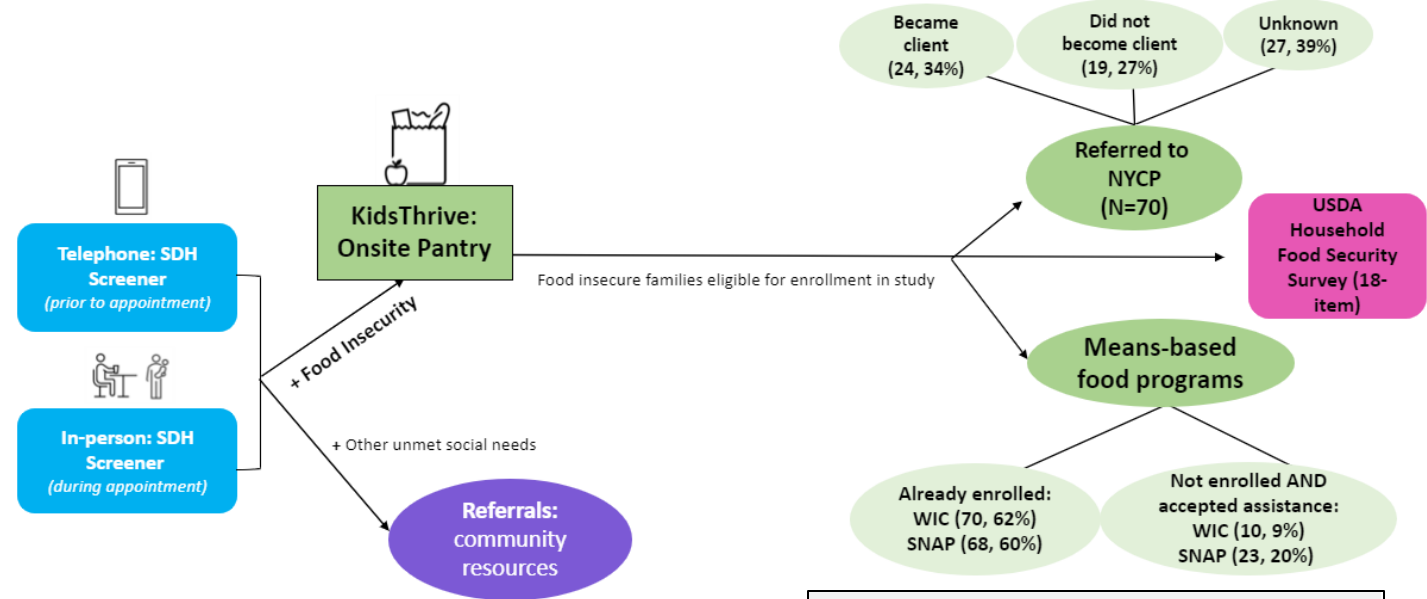 Telephone: SDH
Screener
(prior to appointment)
In-person: SDH
Screener
(during appointment)
KidsThrive:
Onsite Pantry
+ Food Insecurity
+ Other unmet social needs
Referrals:
community
resources
Food insecure families eligible for enrollment in study
Became
client
(24, 34%)
Did not
become client
(19, 27%)
Unknown
(27, 39%)
Referred to
NYCP
(N=70)
USDA
Household
Food Security
Survey (18-
item)
Means-based
food programs
Already enrolled:
WIC (70, 62%)
SNAP (68, 60%)
Not enrolled AND
accepted assistance:
WIC (10, 9%)
SNAP (23, 20%)